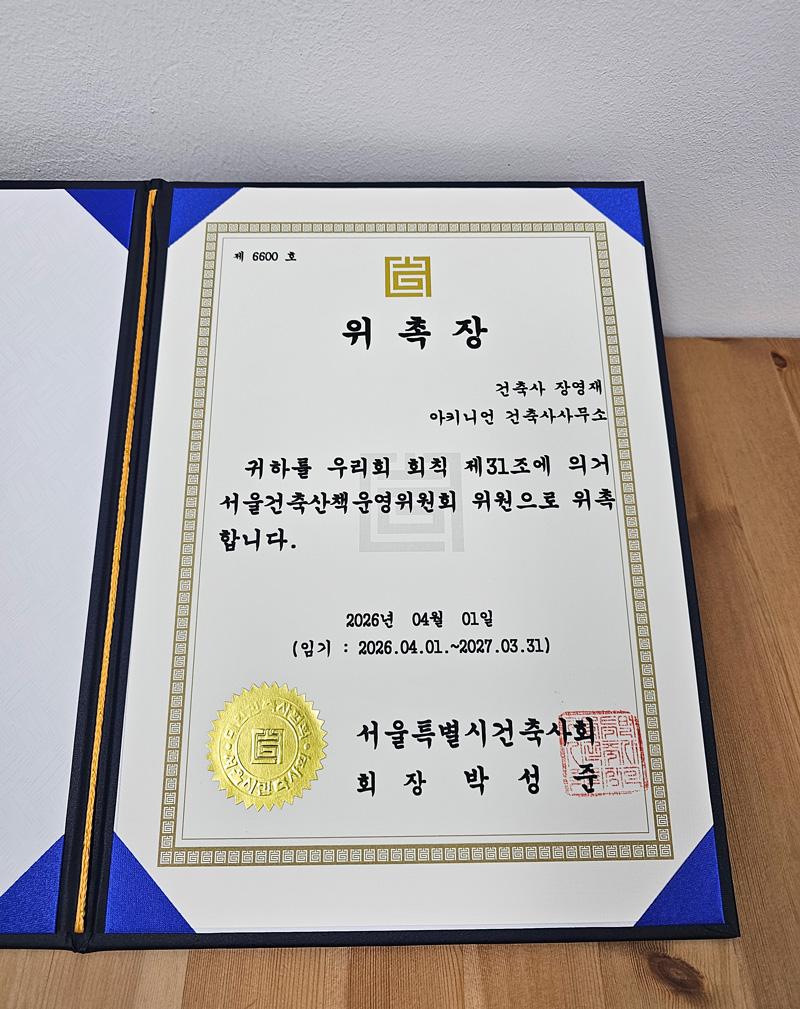 제 6600 호
위 촉 장
건축사 장영재
아키니언 건축사사무소
귀하를 우리회 회칙 제31조에 의거
서울건축산책운영위원회 위원으로 위촉
합니다.
2026년 04월 01일
(임기 : 2026.04.01.~2027.03.31)
서울특별시건축사회
회 장 박 성 준